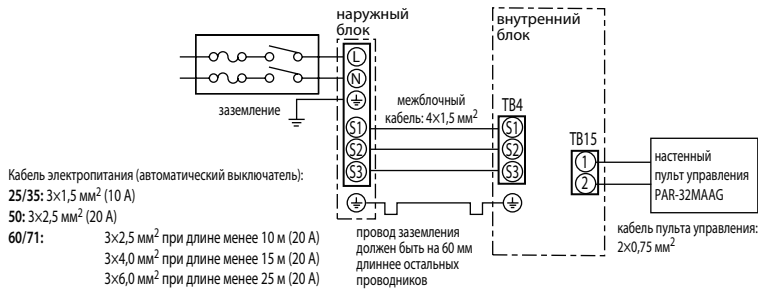 наружный
блок
внутренний
блок
L
N
заземление
межблочный
кабель: 4×1,5 мм²
TB4
S1
S2
S3
S1
S2
S3
TB15
1
2
настенный
пульт управления
PAR-32MAAG
кабель пульта управления:
2×0,75 мм²
провод заземления
должен быть на 60 мм
длиннее остальных
проводников
Кабель электропитания (автоматический выключатель):
25/35: 3×1,5 мм² (10 А)
50: 3×2,5 мм² (20 А)
60/71: 3×2,5 мм² при длине менее 10 м (20 А)
3×4,0 мм² при длине менее 15 м (20 А)
3×6,0 мм² при длине менее 25 м (20 А)